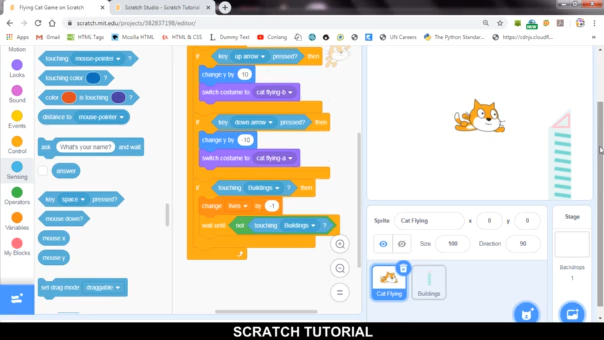 Flying Cat Game on Scratch
Scratch Studio - Scratch Tutorial
scratch.mit.edu/projects/382837198/editor/
Apps
Gmail
HTML Tags
Mozilla HTML
HTML & CSS
Dummy Text
Conlang
UN Careers
The Python Standar...
https://cdnjs.cloudfl...
Motion
Looks
Sound
Events
Control
Sensing
Operators
Variables
My Blocks
touching mouse-pointer ?
touching color ?
color is touching ?
distance to mouse-pointer
ask What's your name? and wait
answer
key space pressed?
mouse down?
mouse x
mouse y
set drag mode draggable
if key up arrow pressed? then
change y by 10
switch costume to cat flying-b
if key down arrow pressed? then
change y by -10
switch costume to cat flying-a
if touching Buildings ? then
change lives by -1
wait until not touching Buildings ?
Sprite Cat Flying x 0 y 0
Size 100 Direction 90
Cat Flying
Buildings
Stage
Backdrops
1
SCRATCH TUTORIAL